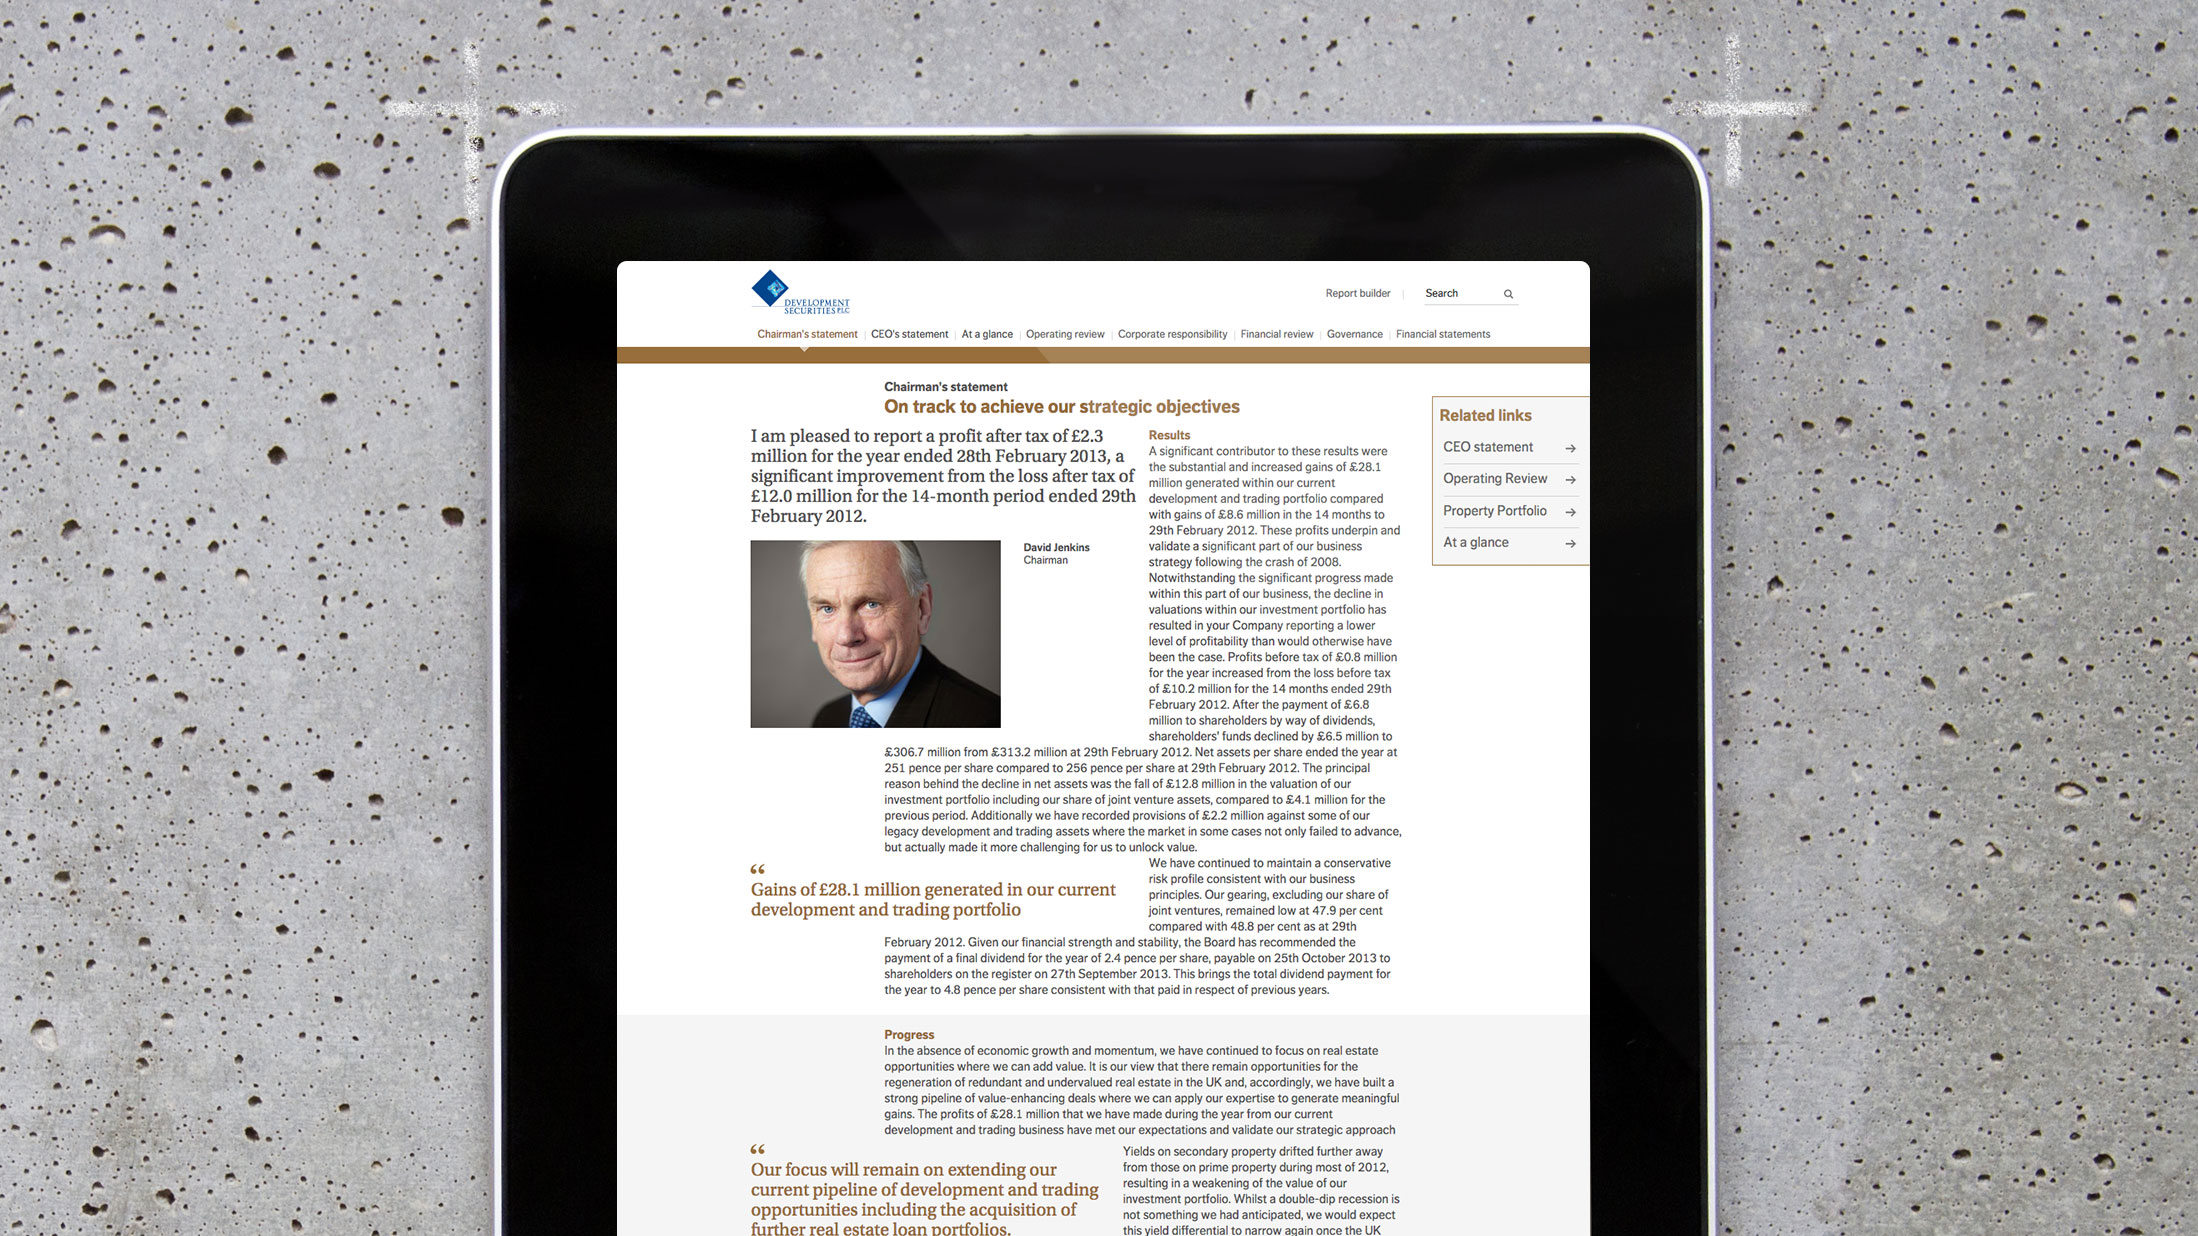 DEVELOPMENT
SECURITIES PLC
Report builder
Search
Chairman's statement
CEO's statement
At a glance
Operating review
Corporate responsibility
Financial review
Governance
Financial statements
Chairman's statement
On track to achieve our strategic objectives
I am pleased to report a profit after tax of £2.3
million for the year ended 28th February 2013, a
significant improvement from the loss after tax of
£12.0 million for the 14-month period ended 29th
February 2012.
David Jenkins
Chairman
Results
A significant contributor to these results were
the substantial and increased gains of £28.1
million generated within our current
development and trading portfolio compared
with gains of £8.6 million in the 14 months to
29th February 2012. These profits underpin and
validate a significant part of our business
strategy following the crash of 2008.
Notwithstanding the significant progress made
within this part of our business, the decline in
valuations within our investment portfolio has
resulted in your Company reporting a lower
level of profitability than would otherwise have
been the case. Profits before tax of £0.8 million
for the year increased from the loss before tax
of £10.2 million for the 14 months ended 29th
February 2012. After the payment of £6.8
million to shareholders by way of dividends,
shareholders' funds declined by £6.5 million to
£306.7 million from £313.2 million at 29th February 2012. Net assets per share ended the year at
251 pence per share compared to 256 pence per share at 29th February 2012. The principal
reason behind the decline in net assets was the fall of £12.8 million in the valuation of our
investment portfolio including our share of joint venture assets, compared to £4.1 million for the
previous period. Additionally we have recorded provisions of £2.2 million against some of our
legacy development and trading assets where the market in some cases not only failed to advance,
but actually made it more challenging for us to unlock value.
“
Gains of £28.1 million generated in our current
development and trading portfolio
We have continued to maintain a conservative
risk profile consistent with our business
principles. Our gearing, excluding our share of
joint ventures, remained low at 47.9 per cent
compared with 48.8 per cent as at 29th
February 2012. Given our financial strength and stability, the Board has recommended the
payment of a final dividend for the year of 2.4 pence per share, payable on 25th October 2013 to
shareholders on the register on 27th September 2013. This brings the total dividend payment for
the year to 4.8 pence per share consistent with that paid in respect of previous years.
Related links
CEO statement
Operating Review
Property Portfolio
At a glance
Progress
In the absence of economic growth and momentum, we have continued to focus on real estate
opportunities where we can add value. It is our view that there remain opportunities for the
regeneration of redundant and undervalued real estate in the UK and, accordingly, we have built a
strong pipeline of value-enhancing deals where we can apply our expertise to generate meaningful
gains. The profits of £28.1 million that we have made during the year from our current
development and trading business have met our expectations and validate our strategic approach
“
Our focus will remain on extending our
current pipeline of development and trading
opportunities including the acquisition of
further real estate loan portfolios.
Yields on secondary property drifted further away
from those on prime property during most of 2012,
resulting in a weakening of the value of our
investment portfolio. Whilst a double-dip recession is
not something we had anticipated, we would expect
this yield differential to narrow again once the UK